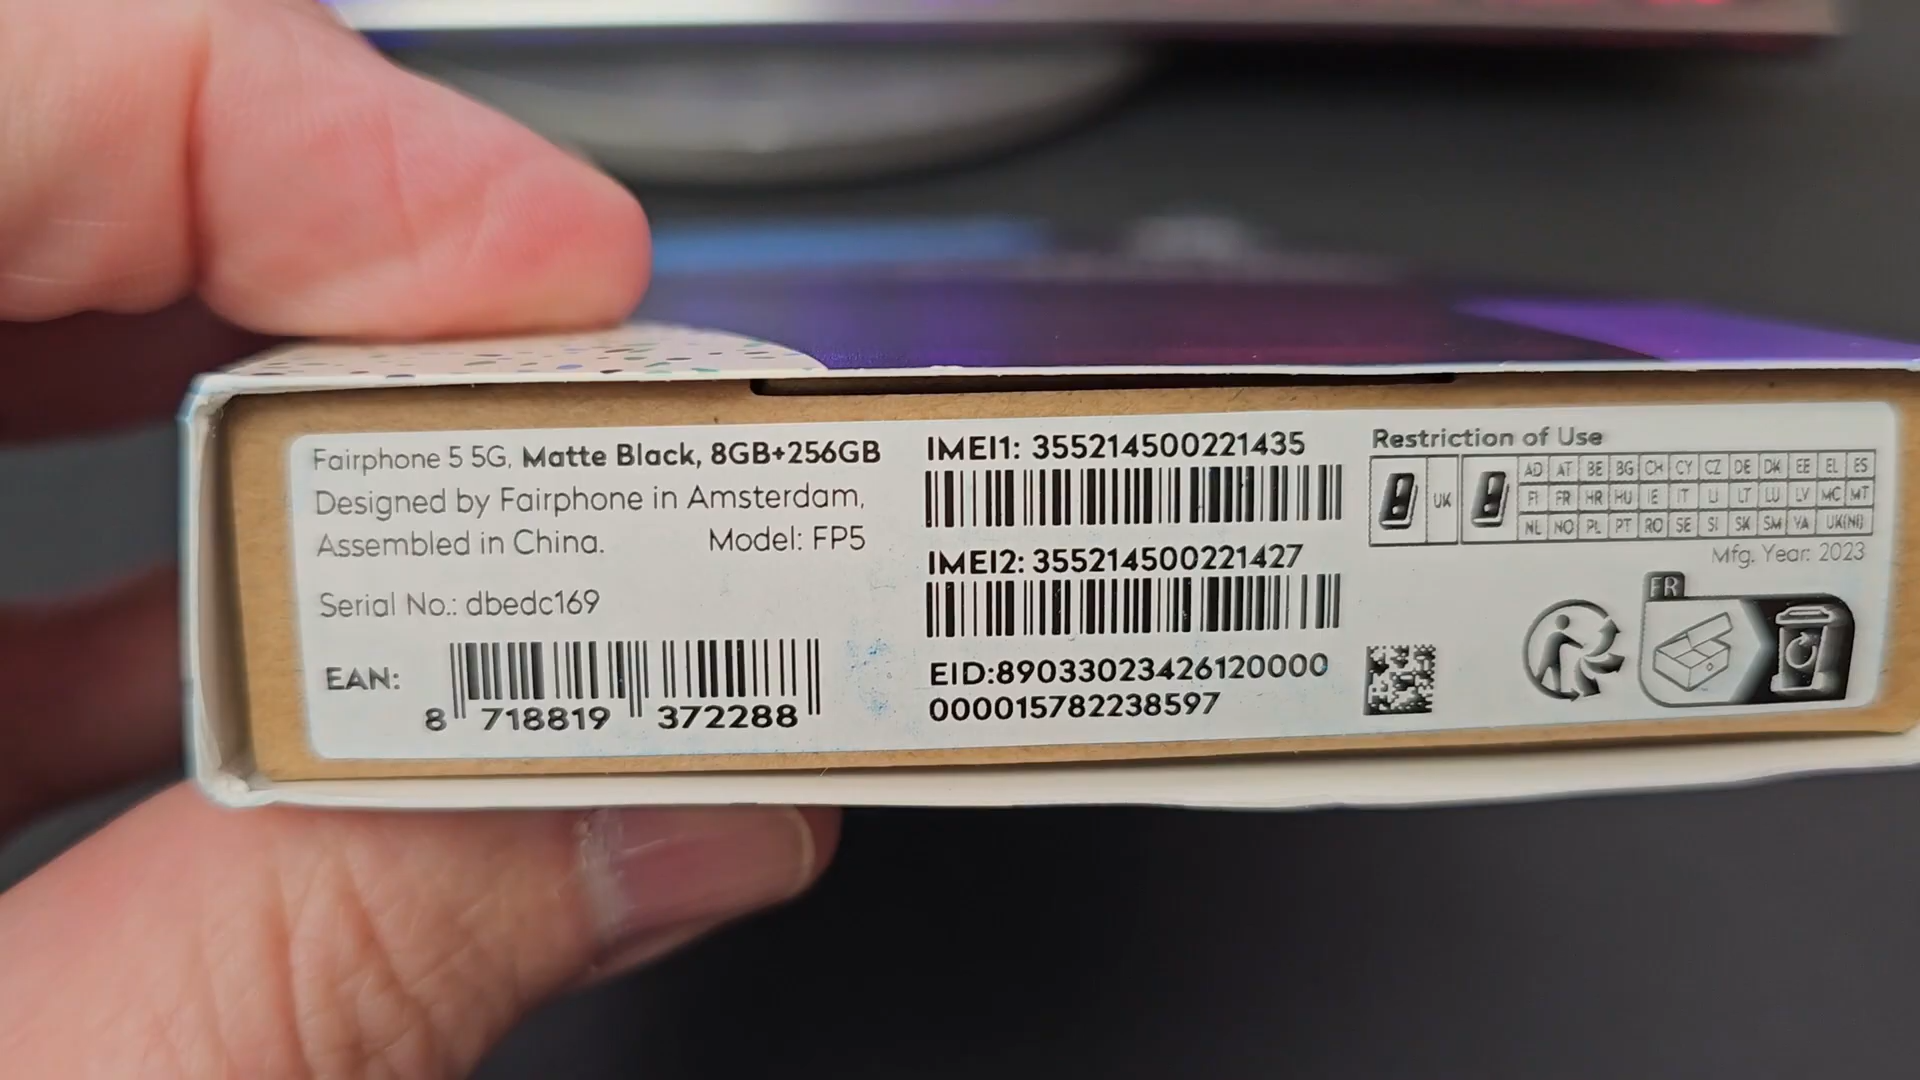 Fairphone 5 5G, Matte Black, 8GB+256GB
Designed by Fairphone in Amsterdam,
Assembled in China. Model: FP5
Serial No.: dbedc169
EAN:
8 718819 372288
IMEI1: 355214500221435
IMEI2: 355214500221427
EID:89033023426120000
000015782238597
Restriction of Use
UK
AD AT BE BG CH CY CZ DE DK EE EL ES
FI FR HR HU IE IT LI LT LU LV MC MT
NL NO PL PT RO SE SI SK SM VA UK(NI)
Mfg. Year: 2023
FR